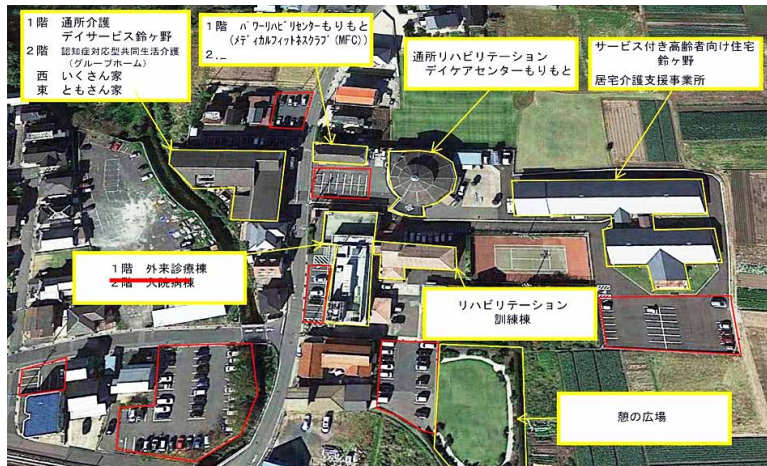 1階 通所介護
デイサービス鈴ヶ野
2階 認知症対応型共同生活介護
(グループホーム)
西 いくさん家
東 ともさん家
1階 パワーリハビリセンターもりもと
(メディカルフィットネスクラブ(MFC))
2._
通所リハビリテーション
デイケアセンターもりもと
サービス付き高齢者向け住宅
鈴ヶ野
居宅介護支援事業所
1階 外来診療棟
2階 入院病棟
リハビリテーション
訓練棟
憩の広場